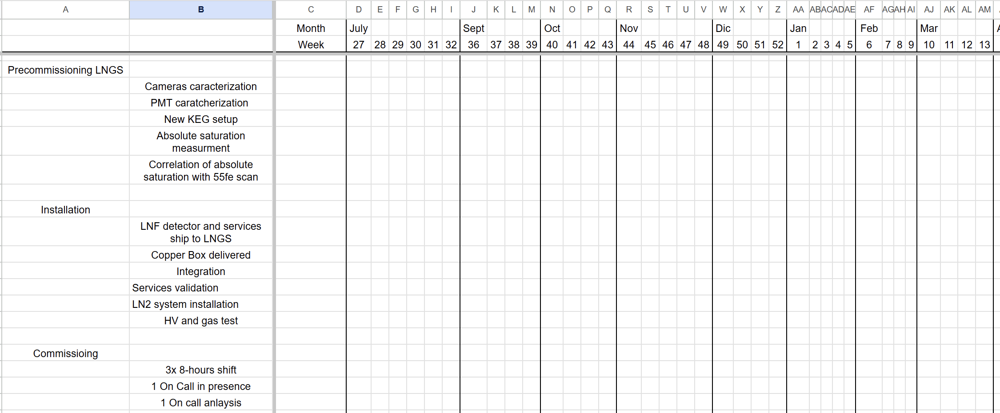 A B C D E F G H I J K L M N O P Q R S T U V W X Y Z AA AB AC AD AE AF AG AH AI AJ AK AL AM
Month July Sept Oct Nov Dic Jan Feb Mar
Week 27 28 29 30 31 32 36 37 38 39 40 41 42 43 44 45 46 47 48 49 50 51 52 1 2 3 4 5 6 7 8 9 10 11 12 13
Precommissioning LNGS
Cameras caracterization
PMT caratcherization
New KEG setup
Absolute saturation
measurment
Correlation of absolute
saturation with 55fe scan
Installation
LNF detector and services
ship to LNGS
Copper Box delivered
Integration
Services validation
LN2 system installation
HV and gas test
Commissioing
3x 8-hours shift
1 On Call in presence
1 On call anlaysis